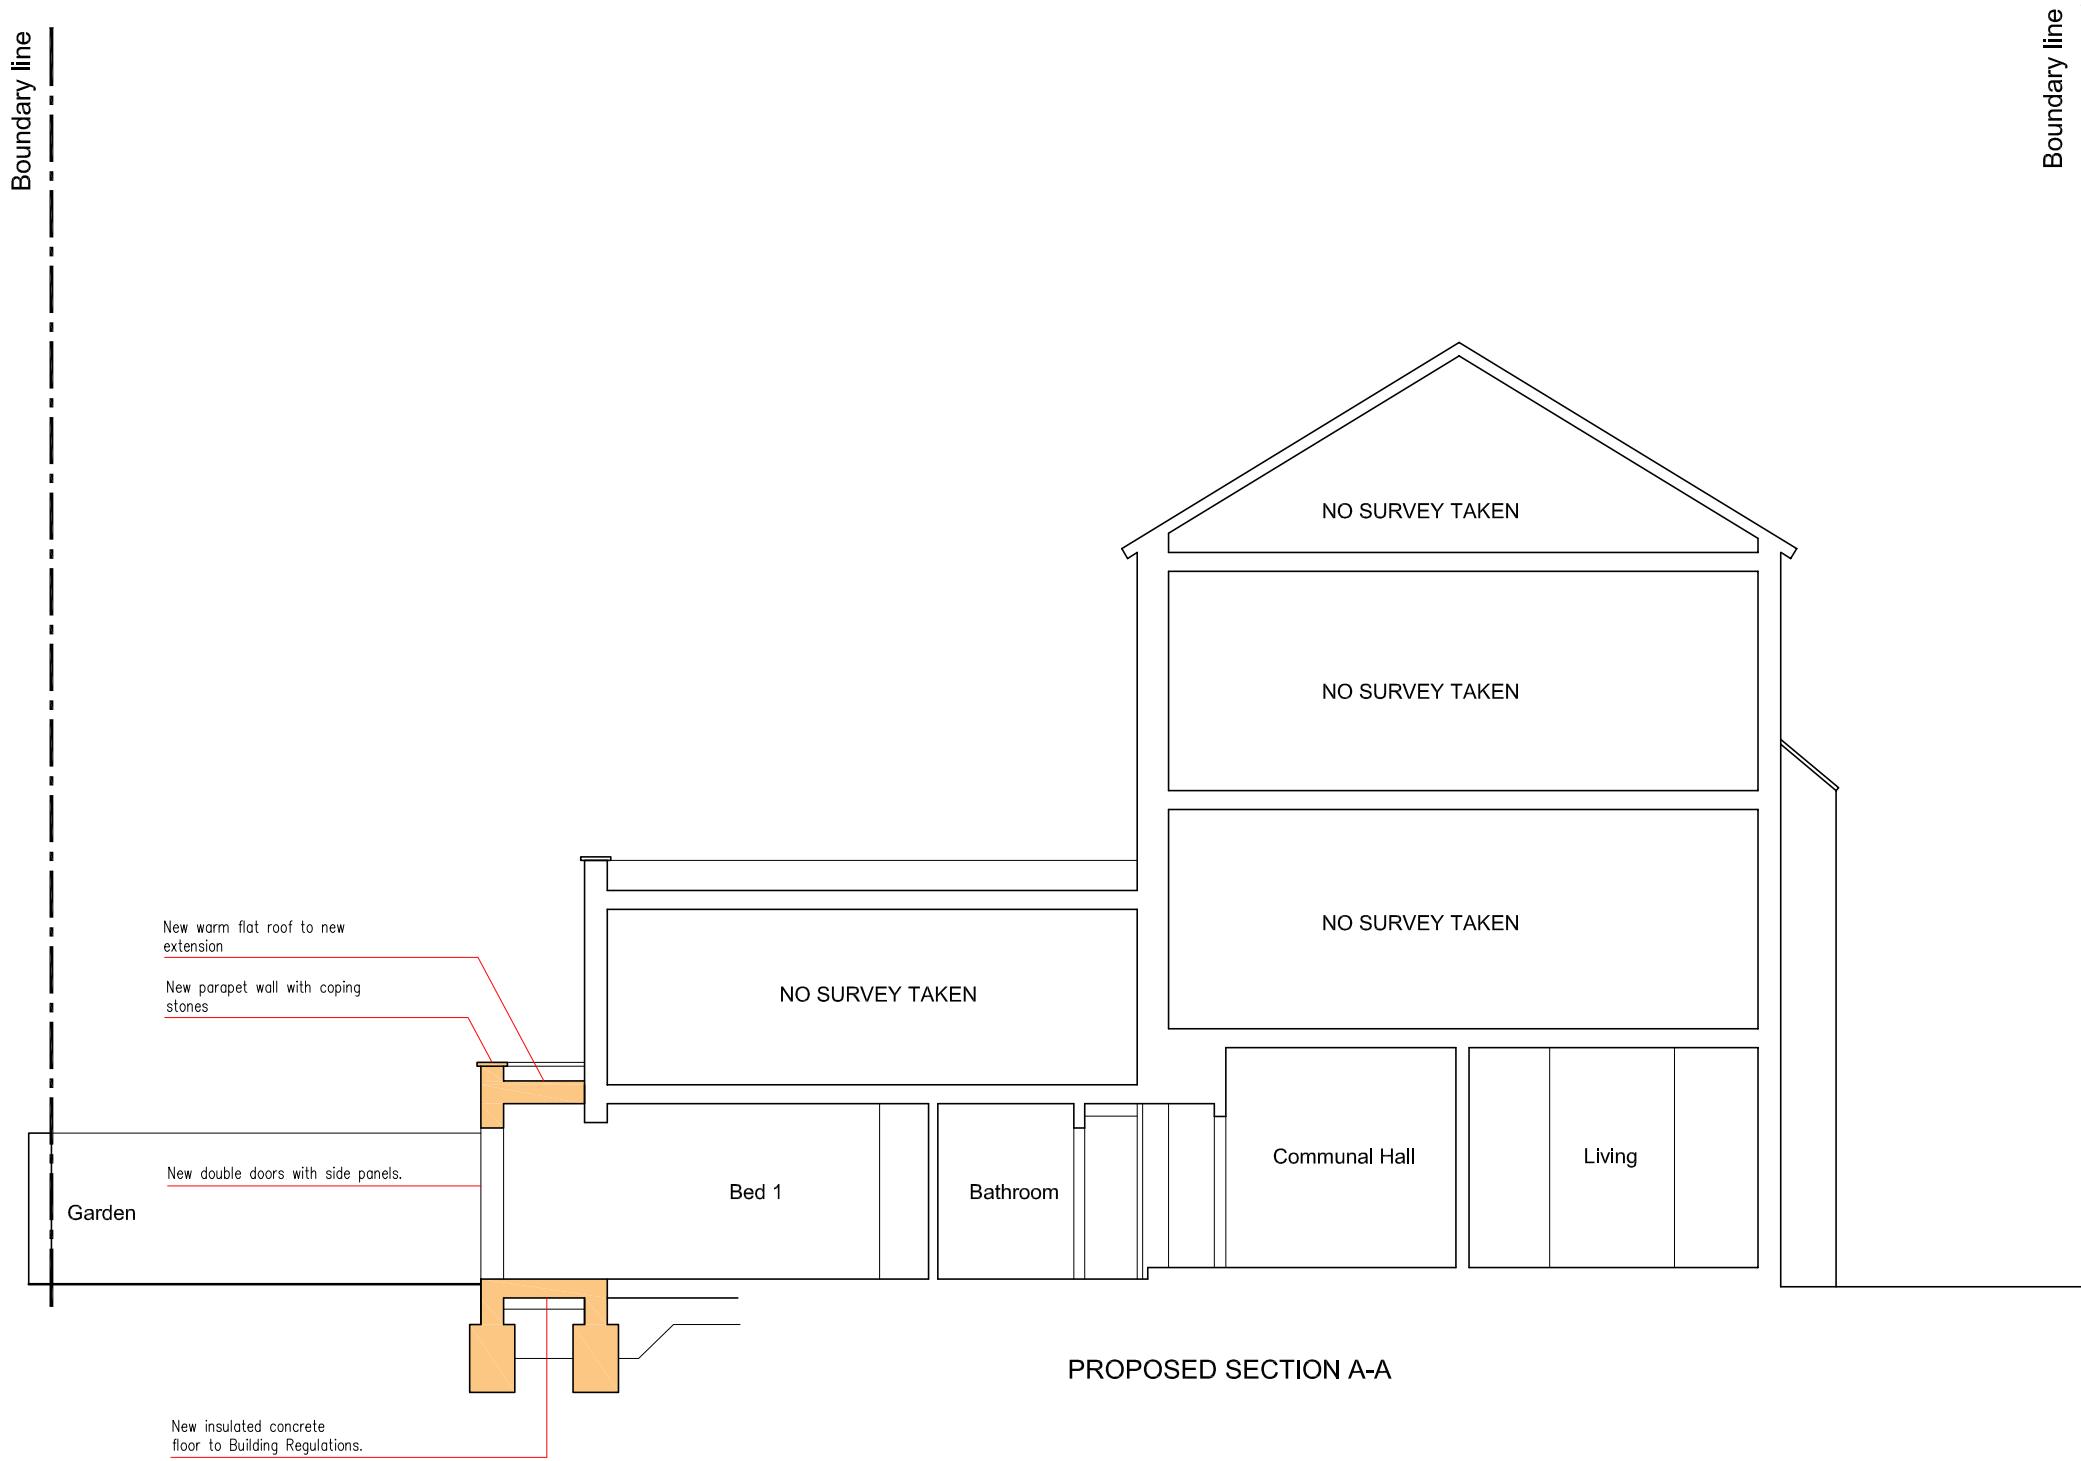 Boundary line
Boundary line
NO SURVEY TAKEN
NO SURVEY TAKEN
NO SURVEY TAKEN
New warm flat roof to new
extension
New parapet wall with coping
stones
NO SURVEY TAKEN
New double doors with side panels.
Garden
Bed 1
Bathroom
Communal Hall
Living
PROPOSED SECTION A-A
New insulated concrete
floor to Building Regulations.